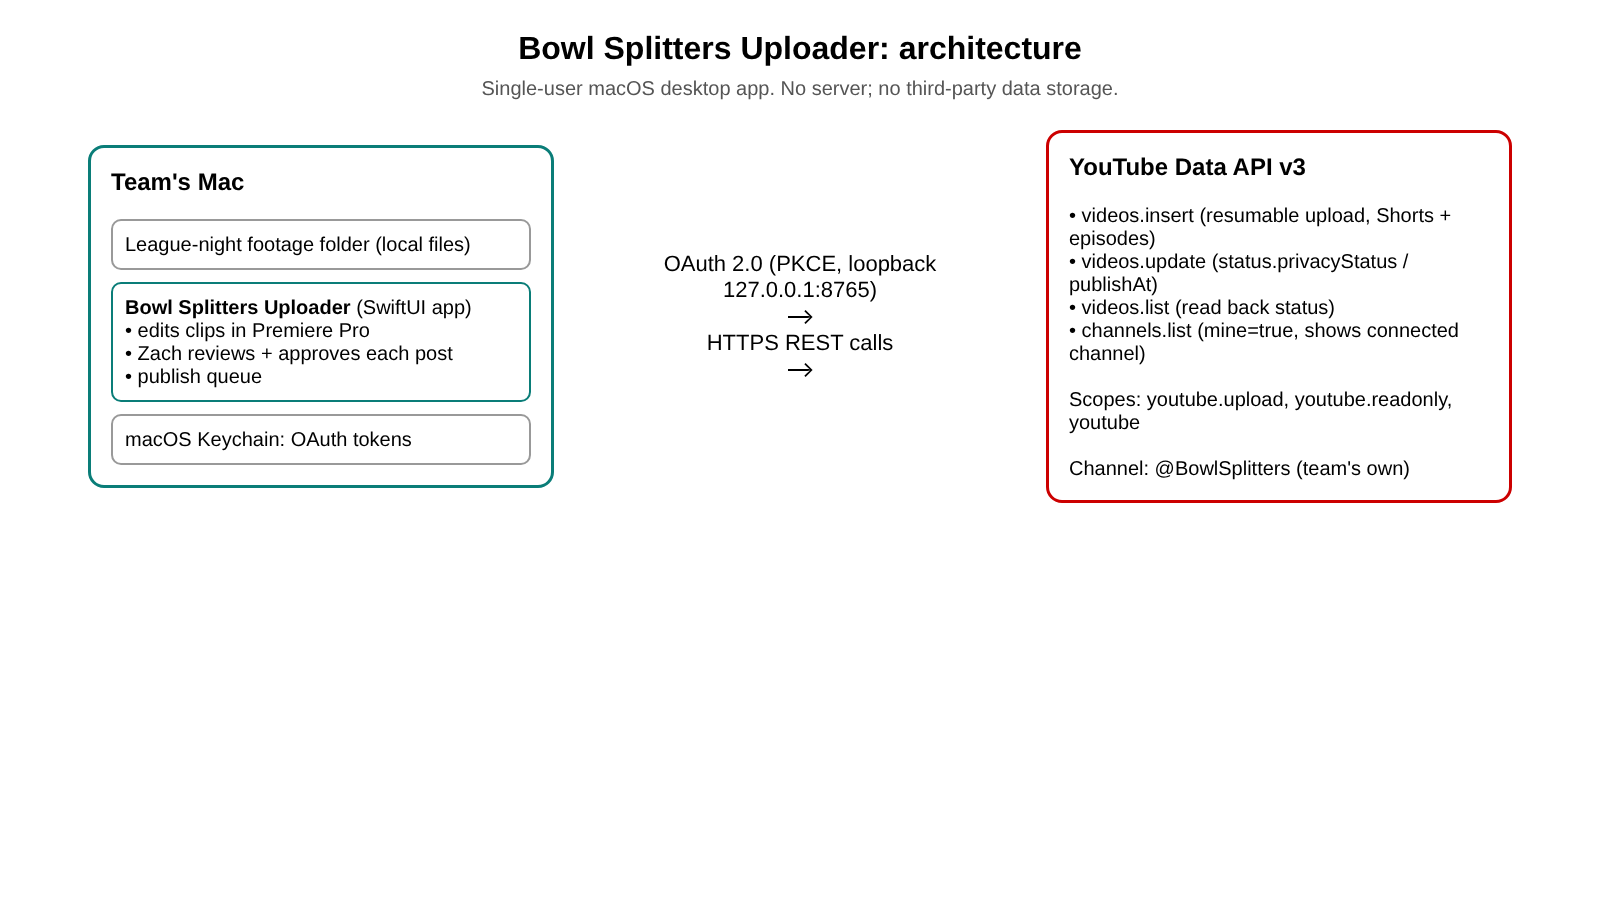 Bowl Splitters Uploader: architecture
Single-user macOS desktop app. No server; no third-party data storage.
Team's Mac
League-night footage folder (local files)
Bowl Splitters Uploader (SwiftUI app)
• edits clips in Premiere Pro
• Zach reviews + approves each post
• publish queue
macOS Keychain: OAuth tokens
OAuth 2.0 (PKCE, loopback
127.0.0.1:8765)
→
HTTPS REST calls
→
YouTube Data API v3
• videos.insert (resumable upload, Shorts +
episodes)
• videos.update (status.privacyStatus /
publishAt)
• videos.list (read back status)
• channels.list (mine=true, shows connected
channel)
Scopes: youtube.upload, youtube.readonly,
youtube
Channel: @BowlSplitters (team's own)